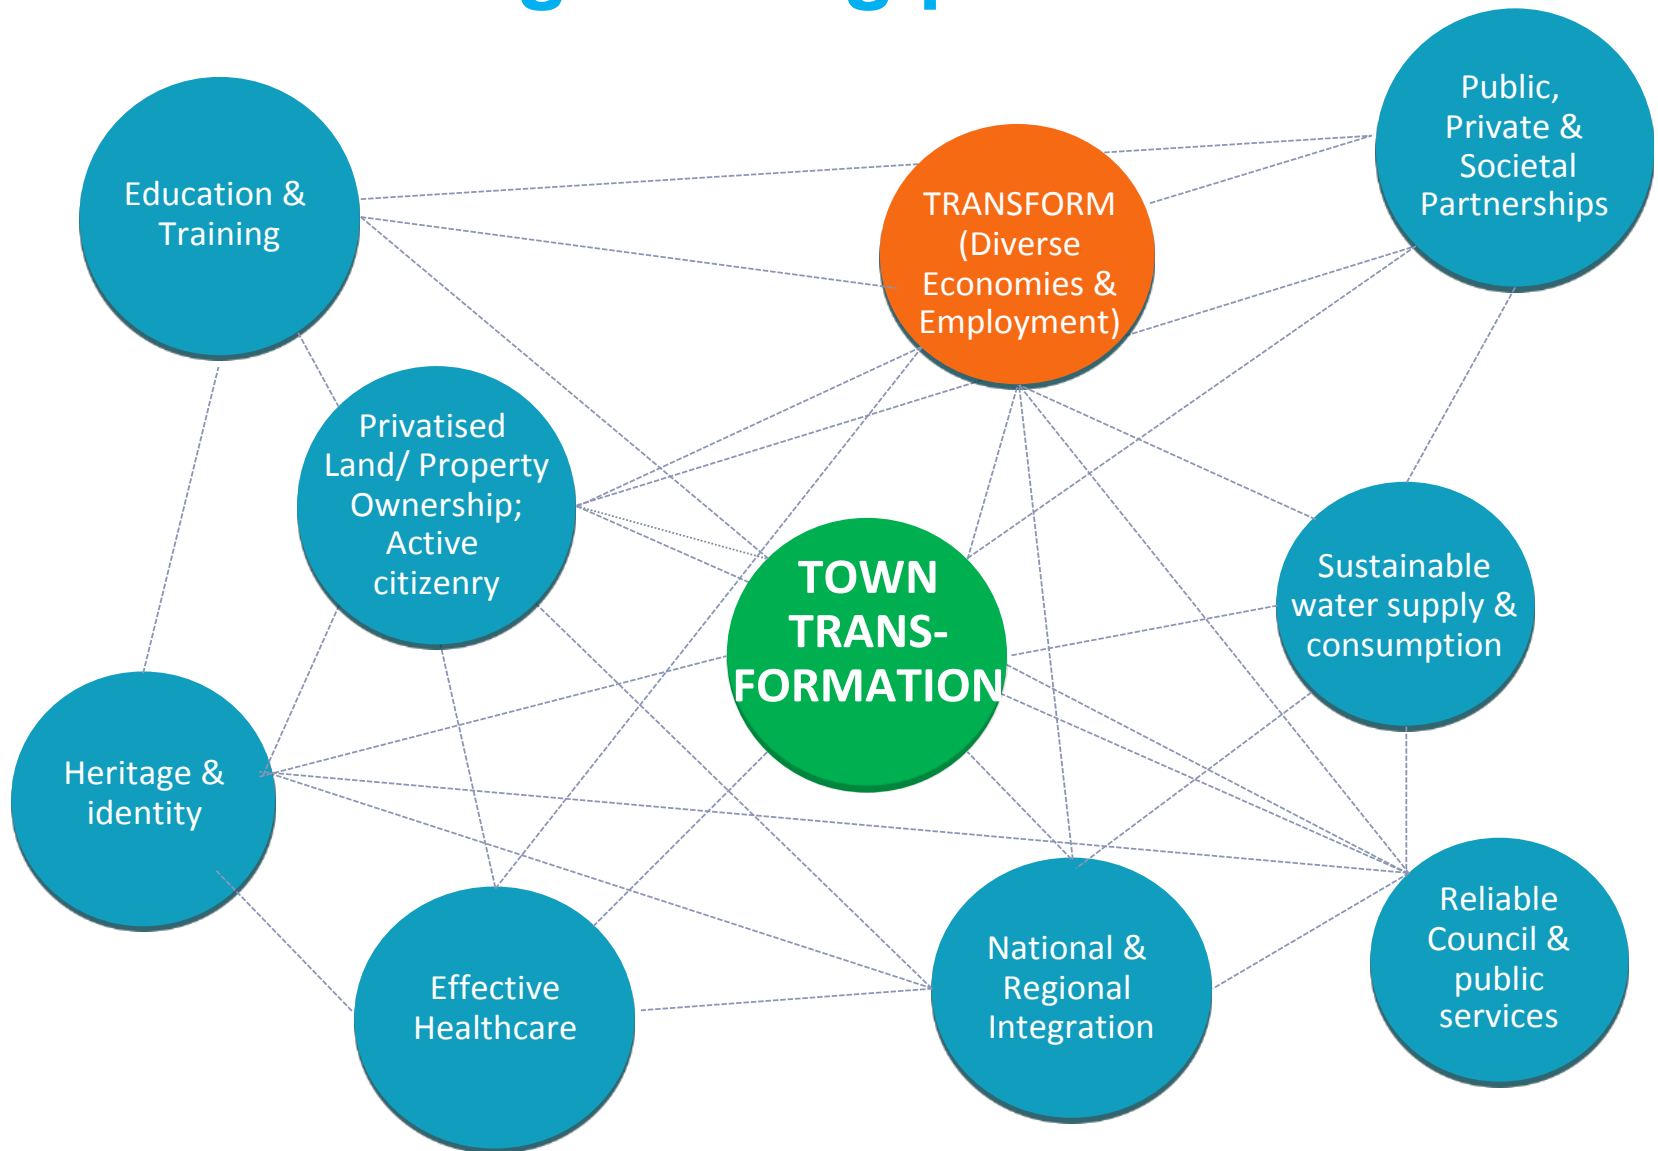 Education &
Training
TRANSFORM
(Diverse
Economies &
Employment)
Public,
Private &
Societal
Partnerships
Privatised
Land/ Property
Ownership;
Active
citizenry
TOWN
TRANS-
FORMATION
Sustainable
water supply &
consumption
Heritage &
identity
Effective
Healthcare
National &
Regional
Integration
Reliable
Council &
public
services